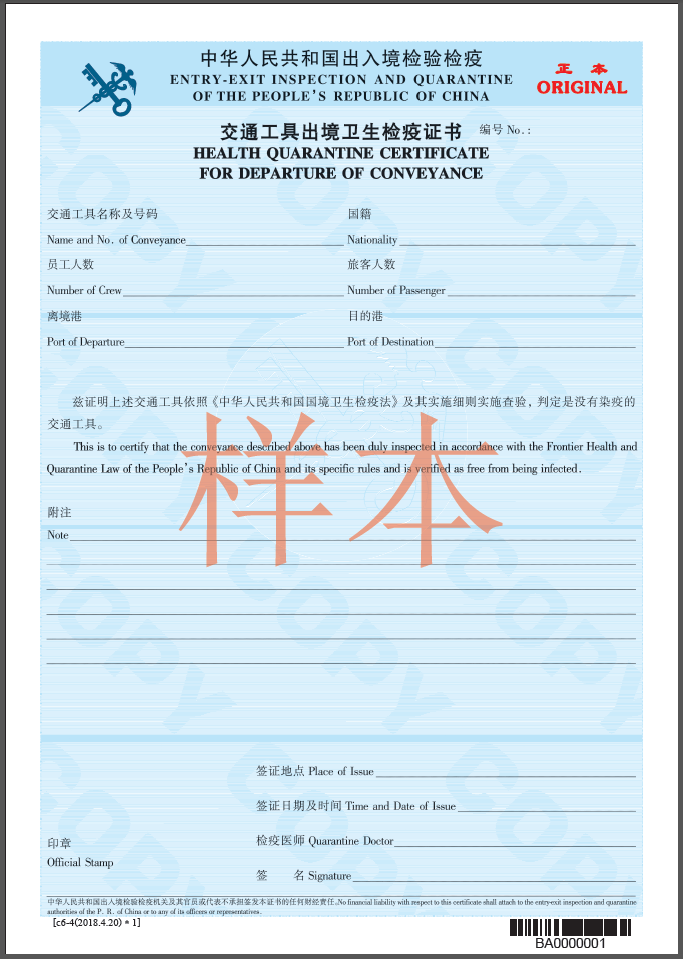 中华人民共和国出入境检验检疫
ENTRY-EXIT INSPECTION AND QUARANTINE
OF THE PEOPLE'S REPUBLIC OF CHINA
正 本
ORIGINAL
交通工具出境卫生检疫证书 编号 No.:
HEALTH QUARANTINE CERTIFICATE
FOR DEPARTURE OF CONVEYANCE
交通工具名称及号码 国籍
Name and No. of Conveyance Nationality
员工人数 旅客人数
Number of Crew Number of Passenger
离境港 目的港
Port of Departure Port of Destination
兹证明上述交通工具依照《中华人民共和国国境卫生检疫法》及其实施细则实施查验，判定是没有染疫的
交通工具。
This is to certify that the conveyance described above has been duly inspected in accordance with the Frontier Health and
Quarantine Law of the People's Republic of China and its specific rules and is verified as free from being infected.
样本
附注
Note
签证地点 Place of Issue
签证日期及时间 Time and Date of Issue
印章
检疫医师 Quarantine Doctor
Official Stamp
签 名 Signature
中华人民共和国出入境检验检疫机关及其官员或代表不承担签发本证书的任何财经责任。No financial liability with respect to this certificate shall attach to the entry-exit inspection and quarantine
authorities of the P. R. of China or to any of its officers or representatives.
[c6-4(2018.4.20) * 1]
BA0000001
COPY
COPY
COPY
COPY
COPY
COPY
COPY
COPY